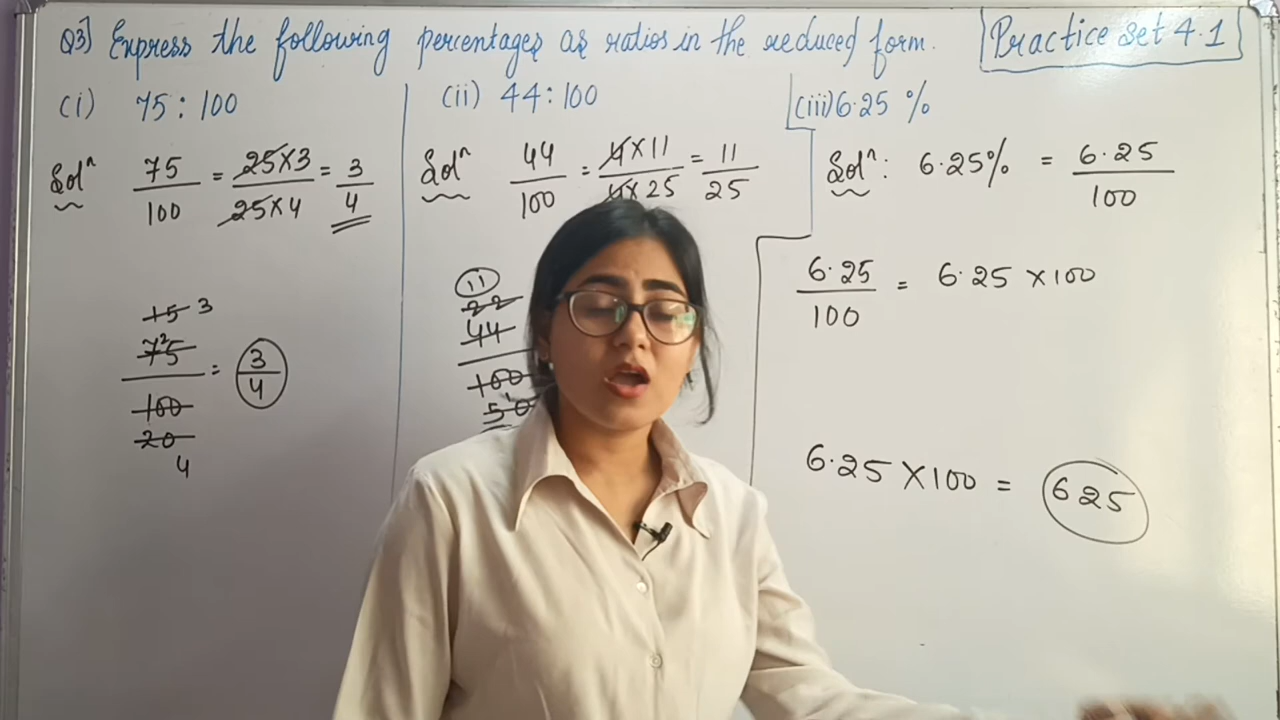 Q3] Express the following percentages as ratios in the reduced form.
Practice set 4.1
(i) 75 : 100
Solⁿ 75/100 = 25×3/25×4 = 3/4
15 3
75
100
20
4
= 3/4
(ii) 44 : 100
Solⁿ 44/100 = 4×11/4×25 = 11/25
11
22
44
100
50
(iii) 6.25 %
Solⁿ: 6.25% = 6.25/100
6.25/100 = 6.25 ×100
6.25 ×100 = 625